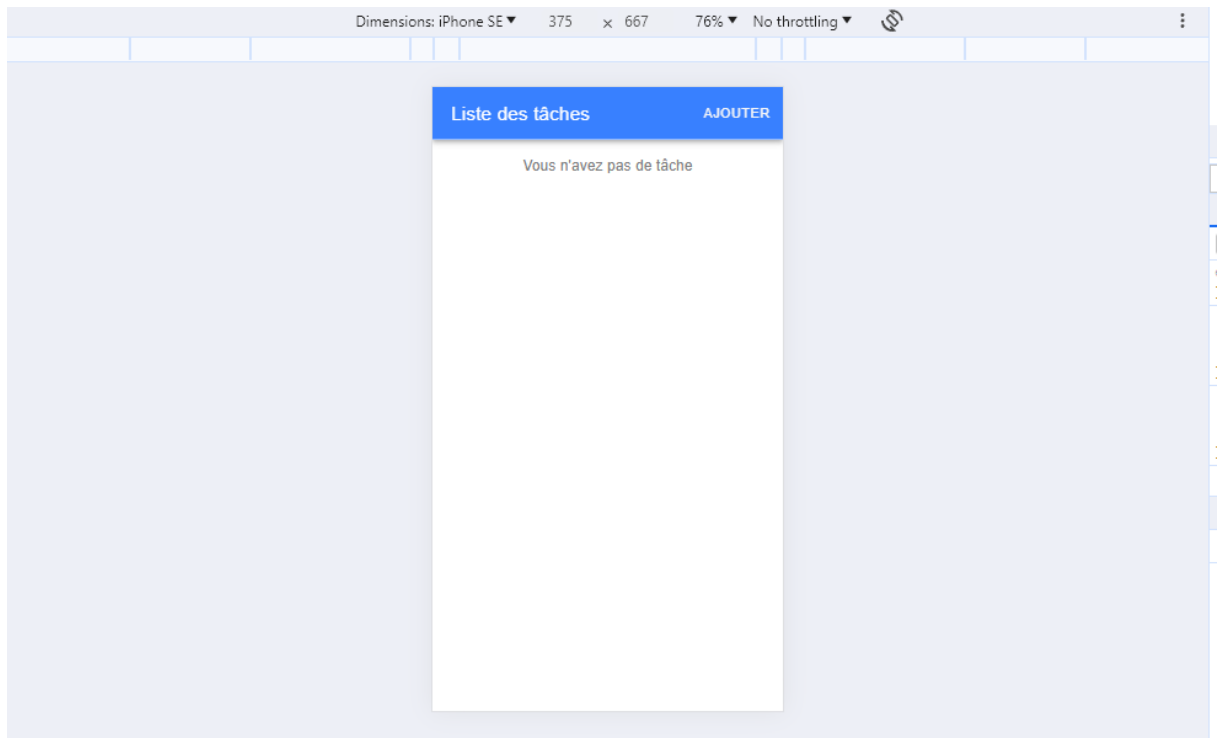 Dimensions: iPhone SE ▼ 375 × 667 76% ▼ No throttling ▼
Liste des tâches AJOUTER
Vous n'avez pas de tâche